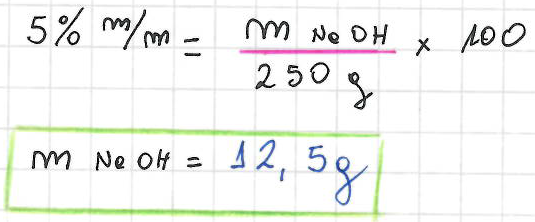 5% m/m = m NaOH / 250 g x 100
m NaOH = 12,5g